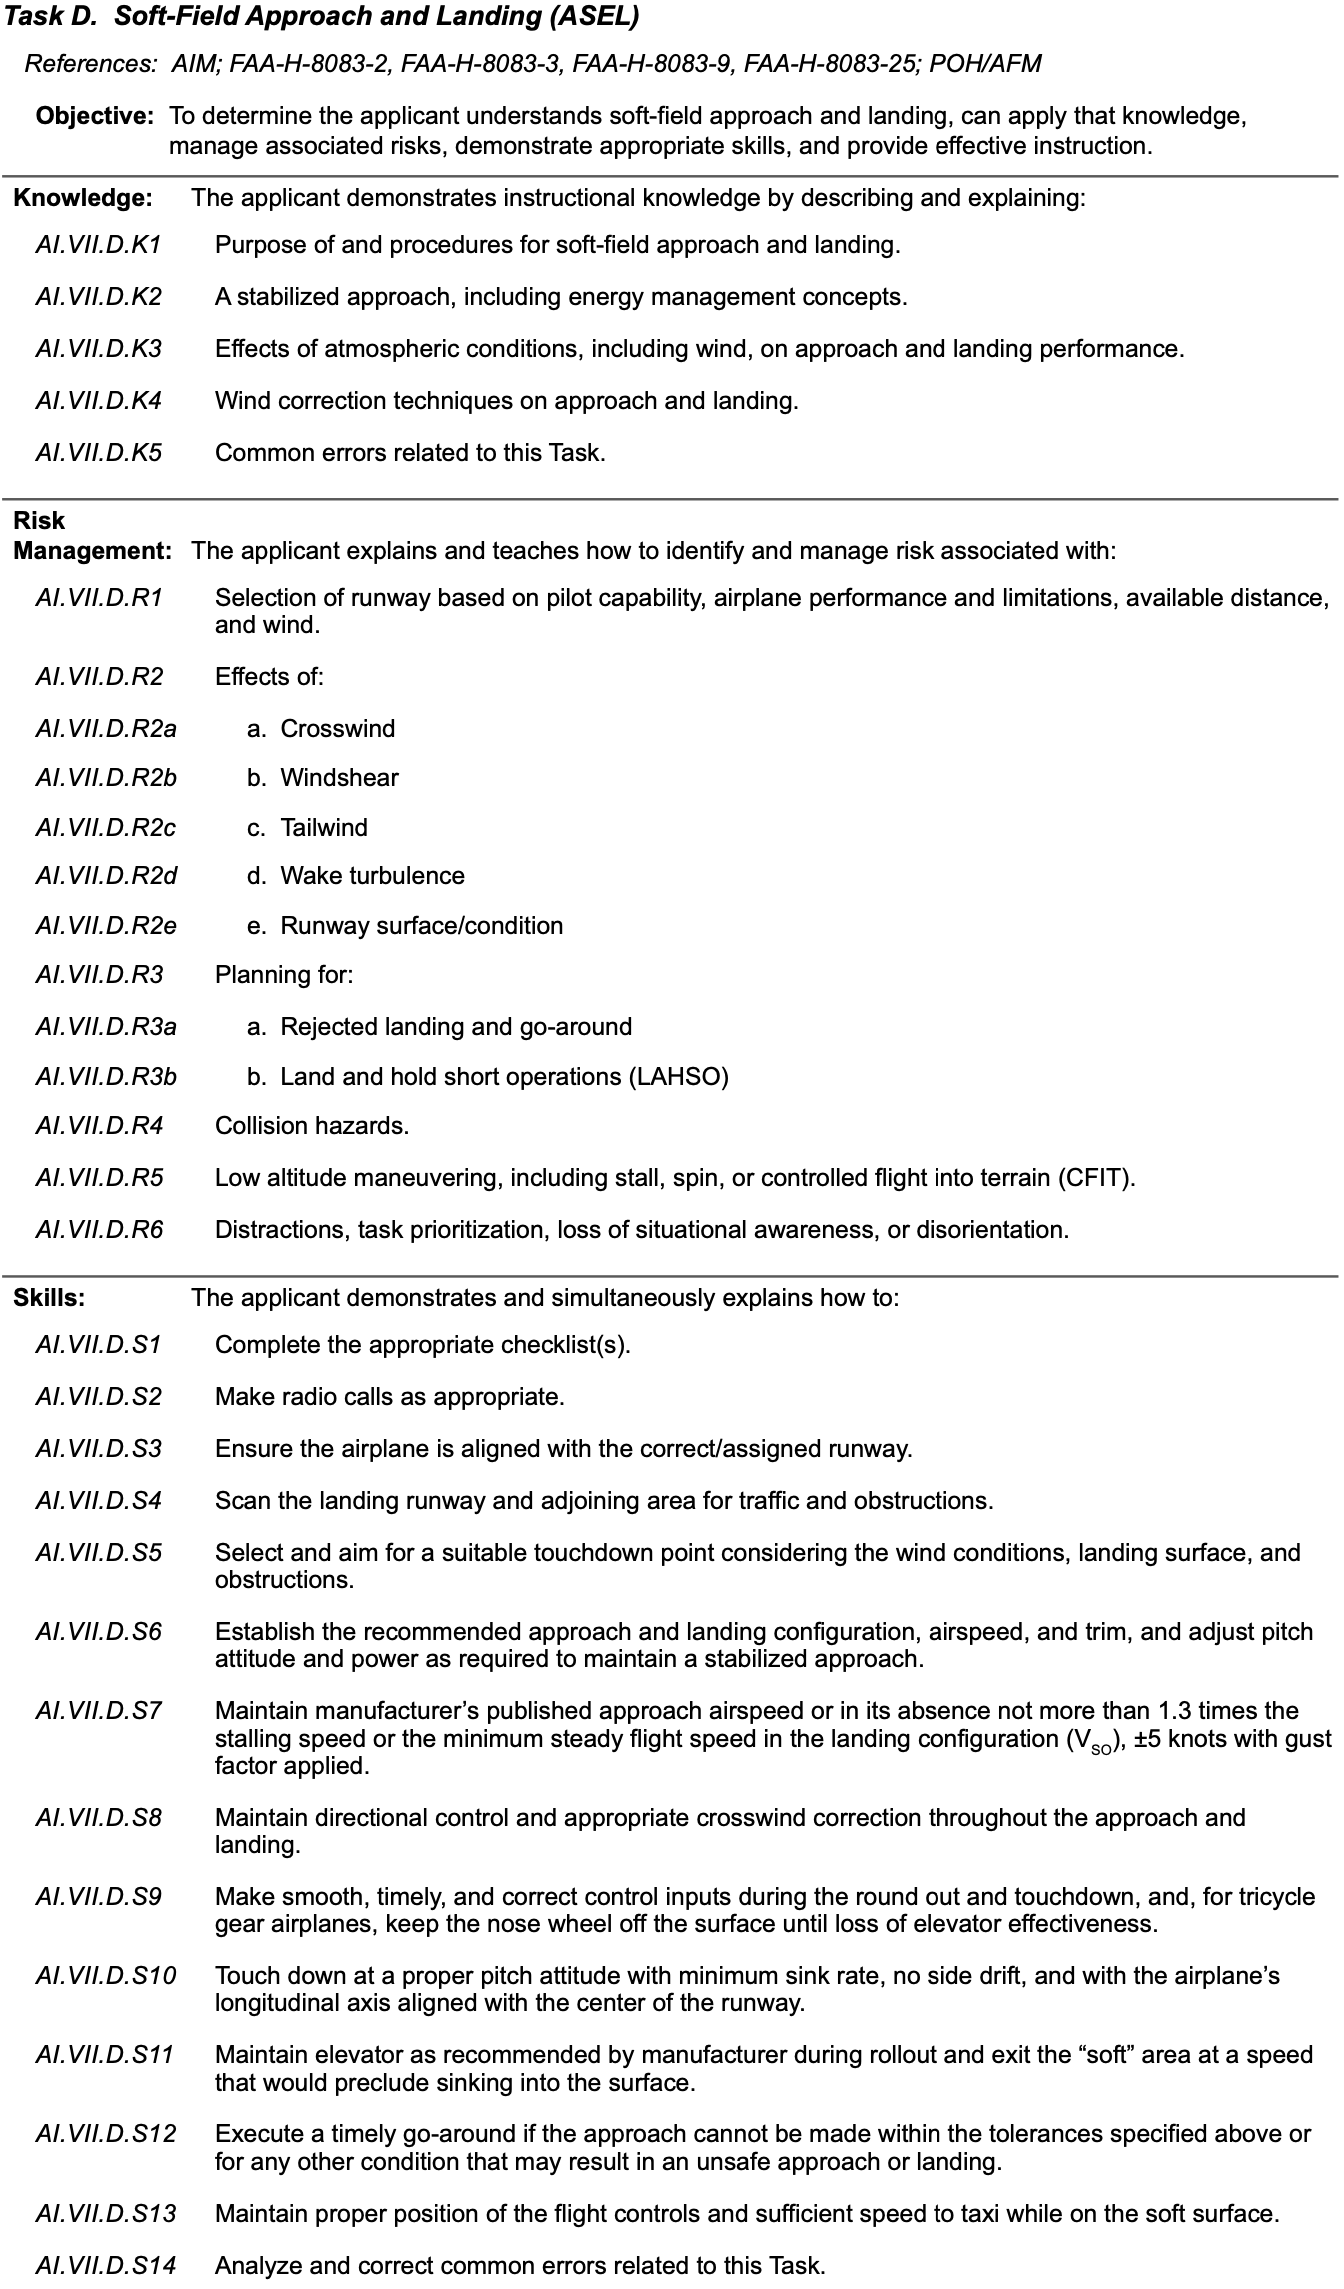 Task D. Soft-Field Approach and Landing (ASEL)
References: AIM; FAA-H-8083-2, FAA-H-8083-3, FAA-H-8083-9, FAA-H-8083-25; POH/AFM
Objective: To determine the applicant understands soft-field approach and landing, can apply that knowledge,
manage associated risks, demonstrate appropriate skills, and provide effective instruction.
Knowledge: The applicant demonstrates instructional knowledge by describing and explaining:
AI.VII.D.K1 Purpose of and procedures for soft-field approach and landing.
AI.VII.D.K2 A stabilized approach, including energy management concepts.
AI.VII.D.K3 Effects of atmospheric conditions, including wind, on approach and landing performance.
AI.VII.D.K4 Wind correction techniques on approach and landing.
AI.VII.D.K5 Common errors related to this Task.
Risk
Management: The applicant explains and teaches how to identify and manage risk associated with:
AI.VII.D.R1 Selection of runway based on pilot capability, airplane performance and limitations, available distance,
and wind.
AI.VII.D.R2 Effects of:
AI.VII.D.R2a a. Crosswind
AI.VII.D.R2b b. Windshear
AI.VII.D.R2c c. Tailwind
AI.VII.D.R2d d. Wake turbulence
AI.VII.D.R2e e. Runway surface/condition
AI.VII.D.R3 Planning for:
AI.VII.D.R3a a. Rejected landing and go-around
AI.VII.D.R3b b. Land and hold short operations (LAHSO)
AI.VII.D.R4 Collision hazards.
AI.VII.D.R5 Low altitude maneuvering, including stall, spin, or controlled flight into terrain (CFIT).
AI.VII.D.R6 Distractions, task prioritization, loss of situational awareness, or disorientation.
Skills: The applicant demonstrates and simultaneously explains how to:
AI.VII.D.S1 Complete the appropriate checklist(s).
AI.VII.D.S2 Make radio calls as appropriate.
AI.VII.D.S3 Ensure the airplane is aligned with the correct/assigned runway.
AI.VII.D.S4 Scan the landing runway and adjoining area for traffic and obstructions.
AI.VII.D.S5 Select and aim for a suitable touchdown point considering the wind conditions, landing surface, and
obstructions.
AI.VII.D.S6 Establish the recommended approach and landing configuration, airspeed, and trim, and adjust pitch
attitude and power as required to maintain a stabilized approach.
AI.VII.D.S7 Maintain manufacturer’s published approach airspeed or in its absence not more than 1.3 times the
stalling speed or the minimum steady flight speed in the landing configuration (VSO), ±5 knots with gust
factor applied.
AI.VII.D.S8 Maintain directional control and appropriate crosswind correction throughout the approach and
landing.
AI.VII.D.S9 Make smooth, timely, and correct control inputs during the round out and touchdown, and, for tricycle
gear airplanes, keep the nose wheel off the surface until loss of elevator effectiveness.
AI.VII.D.S10 Touch down at a proper pitch attitude with minimum sink rate, no side drift, and with the airplane’s
longitudinal axis aligned with the center of the runway.
AI.VII.D.S11 Maintain elevator as recommended by manufacturer during rollout and exit the “soft” area at a speed
that would preclude sinking into the surface.
AI.VII.D.S12 Execute a timely go-around if the approach cannot be made within the tolerances specified above or
for any other condition that may result in an unsafe approach or landing.
AI.VII.D.S13 Maintain proper position of the flight controls and sufficient speed to taxi while on the soft surface.
AI.VII.D.S14 Analyze and correct common errors related to this Task.